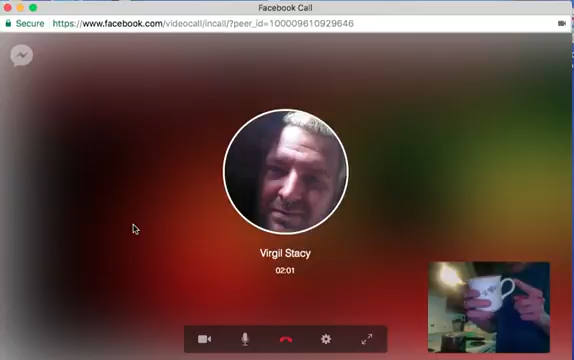 Facebook Call
Secure https://www.facebook.com/videocall/incall/?peer_id=100009610929646
Virgil Stacy
02:01